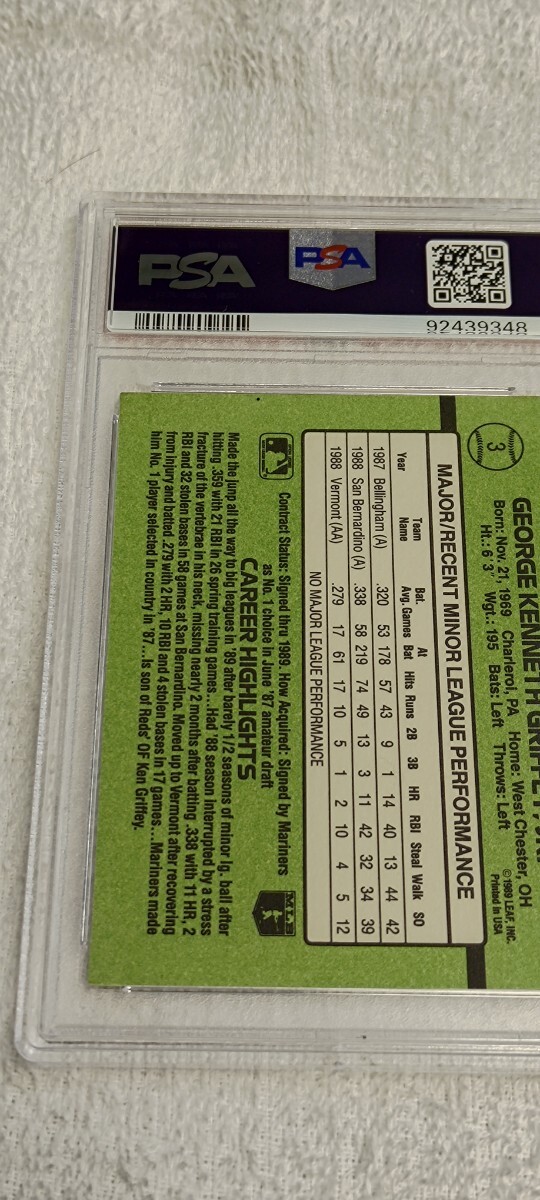 PSA
PSA
92439348
3
GEORGE KENNETH GRIFFEY, JR.
Born: Nov. 21, 1969 Charleroi, PA Home: West Chester, OH
Ht.: 6' 3" Wgt.: 195 Bats: Left Throws: Left
©1989 LEAF, INC.
Printed in USA
MAJOR/RECENT MINOR LEAGUE PERFORMANCE
Year Team Name Bat. Avg. Games At Bat Hits Runs 2B 3B HR RBI Steal Walk SO
1987 Bellingham (A) .320 53 178 57 43 9 1 14 40 13 44 42
1988 San Bernardino (A) .338 58 219 74 49 13 3 11 42 32 34 39
1988 Vermont (AA) .279 17 61 17 10 5 1 2 10 4 5 12
NO MAJOR LEAGUE PERFORMANCE
Contract Status: Signed thru 1989. How Acquired: Signed by Mariners
as No. 1 choice in June '87 amateur draft
MLB
CAREER HIGHLIGHTS
Made the jump all the way to big leagues in '89 after barely 1/2 seasons of minor lg. ball after
hitting .359 with 21 RBI in 26 spring training games...Had '88 season interrupted by a stress
fracture of the vertebrae in his neck, missing nearly 2 months after batting .338 with 11 HR, 2
RBI and 32 stolen bases in 58 games at San Bernardino. Moved up to Vermont after recovering
from injury and batted .279 with 2 HR, 10 RBI and 4 stolen bases in 17 games...Mariners made
him No. 1 player selected in country in '87...Is son of Reds' OF Ken Griffey.